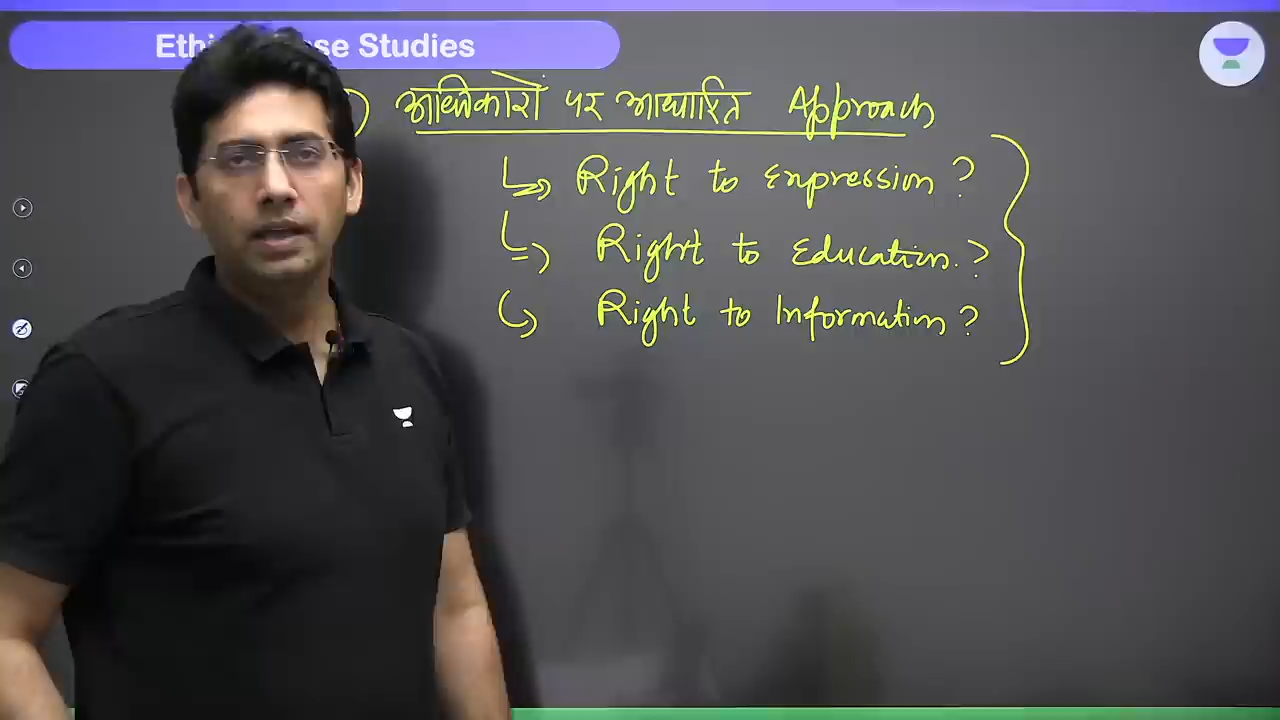 Ethi se Studies
) अधिकारों पर आधारित Approach
Right to Expression ?
Right to Education. ?
Right to Information ?